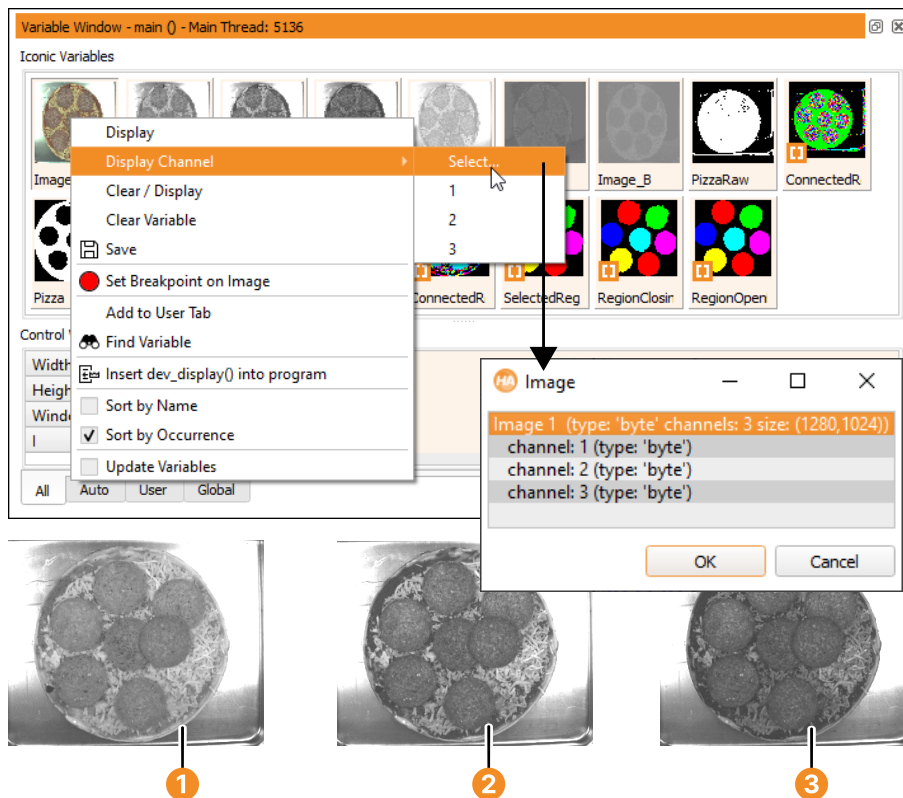 Variable Window - main () - Main Thread: 5136
Iconic Variables
Image
Image_B
PizzaRaw
ConnectedR
Pizza
ConnectedR
SelectedReg
RegionClosin
RegionOpen
Display
Display Channel
Select...
Clear / Display
1
Clear Variable
2
Save
3
Set Breakpoint on Image
Add to User Tab
Find Variable
Insert dev_display() into program
Sort by Name
Sort by Occurrence
Update Variables
Control
Width
Heigh
Wind
I
All
Auto
User
Global
HA
Image
Image 1 (type: 'byte' channels: 3 size: (1280,1024))
channel: 1 (type: 'byte')
channel: 2 (type: 'byte')
channel: 3 (type: 'byte')
OK
Cancel
1
2
3